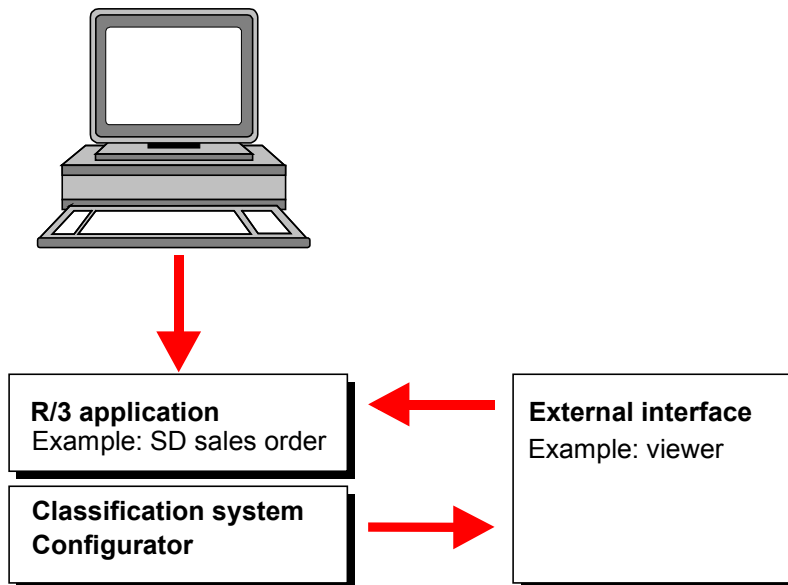 R/3 application
Example: SD sales order
Classification system
Configurator
External interface
Example: viewer